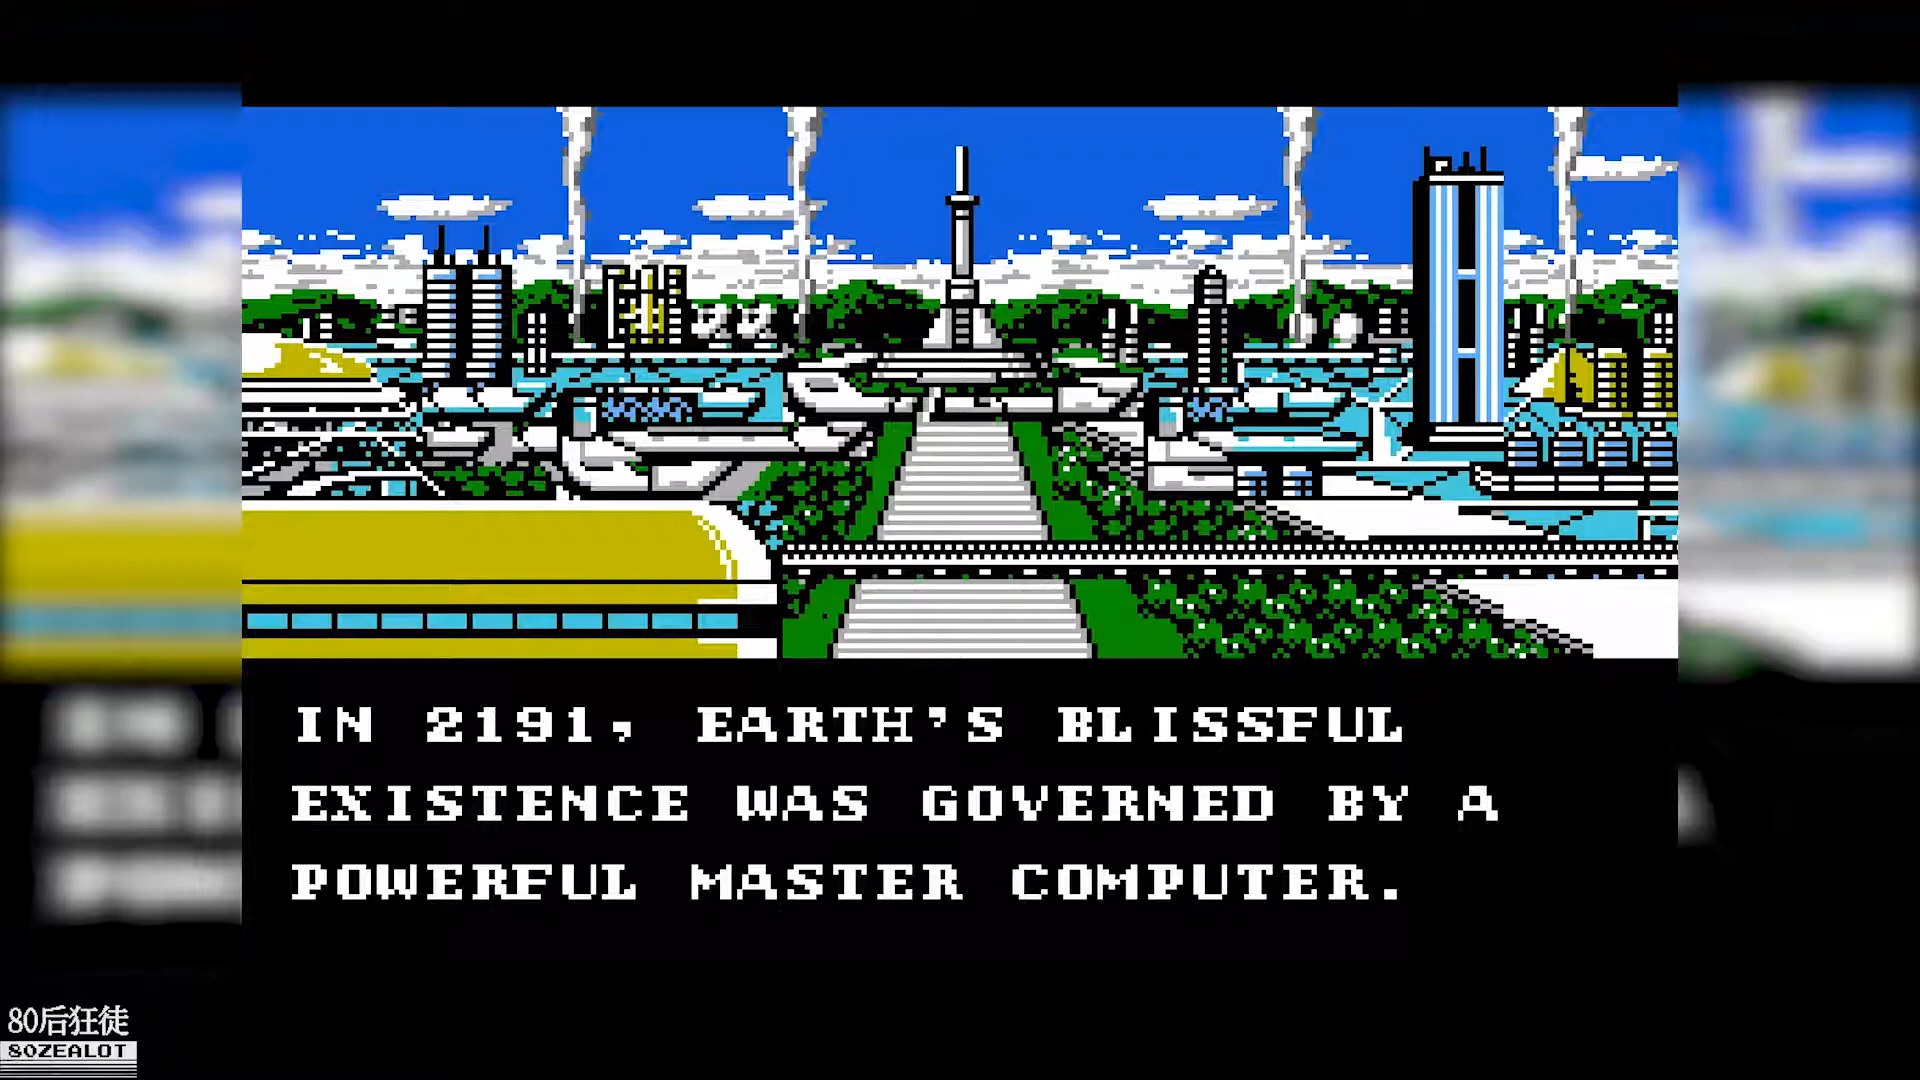 IN 2191, EARTH'S BLISSFUL
EXISTENCE WAS GOVERNED BY A
POWERFUL MASTER COMPUTER.
80后狂徒
80ZEALOT